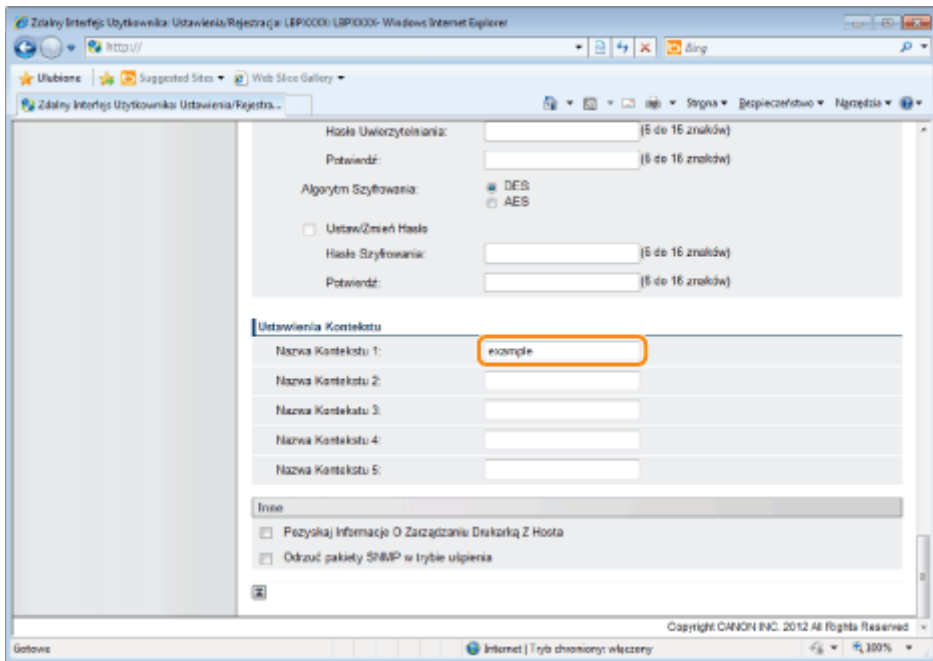 Zdalny Interfejs Użytkownika: Ustawienia/Rejestracja: LBPXXXX: LBPXXXX- Windows Internet Explorer
http://
Bing
Ulubione Suggested Sites Web Slice Gallery
Zdalny Interfejs Użytkownika: Ustawienia/Rejestra... Strona Bezpieczeństwo Narzędzia
Hasło Uwierzytelniania: (6 do 16 znaków)
Potwierdź: (6 do 16 znaków)
Algorytm Szyfrowania: DES
AES
Ustaw/Zmień Hasło
Hasło Szyfrowania: (6 do 16 znaków)
Potwierdź: (6 do 16 znaków)
Ustawienia Kontekstu
Nazwa Kontekstu 1: example
Nazwa Kontekstu 2:
Nazwa Kontekstu 3:
Nazwa Kontekstu 4:
Nazwa Kontekstu 5:
Inne
Pozyskaj Informacje O Zarządzaniu Drukarką Z Hosta
Odrzuć pakiety SNMP w trybie uśpienia
Copyright CANON INC. 2012 All Rights Reserved
Gotowe Internet | Tryb chroniony: włączony 100%